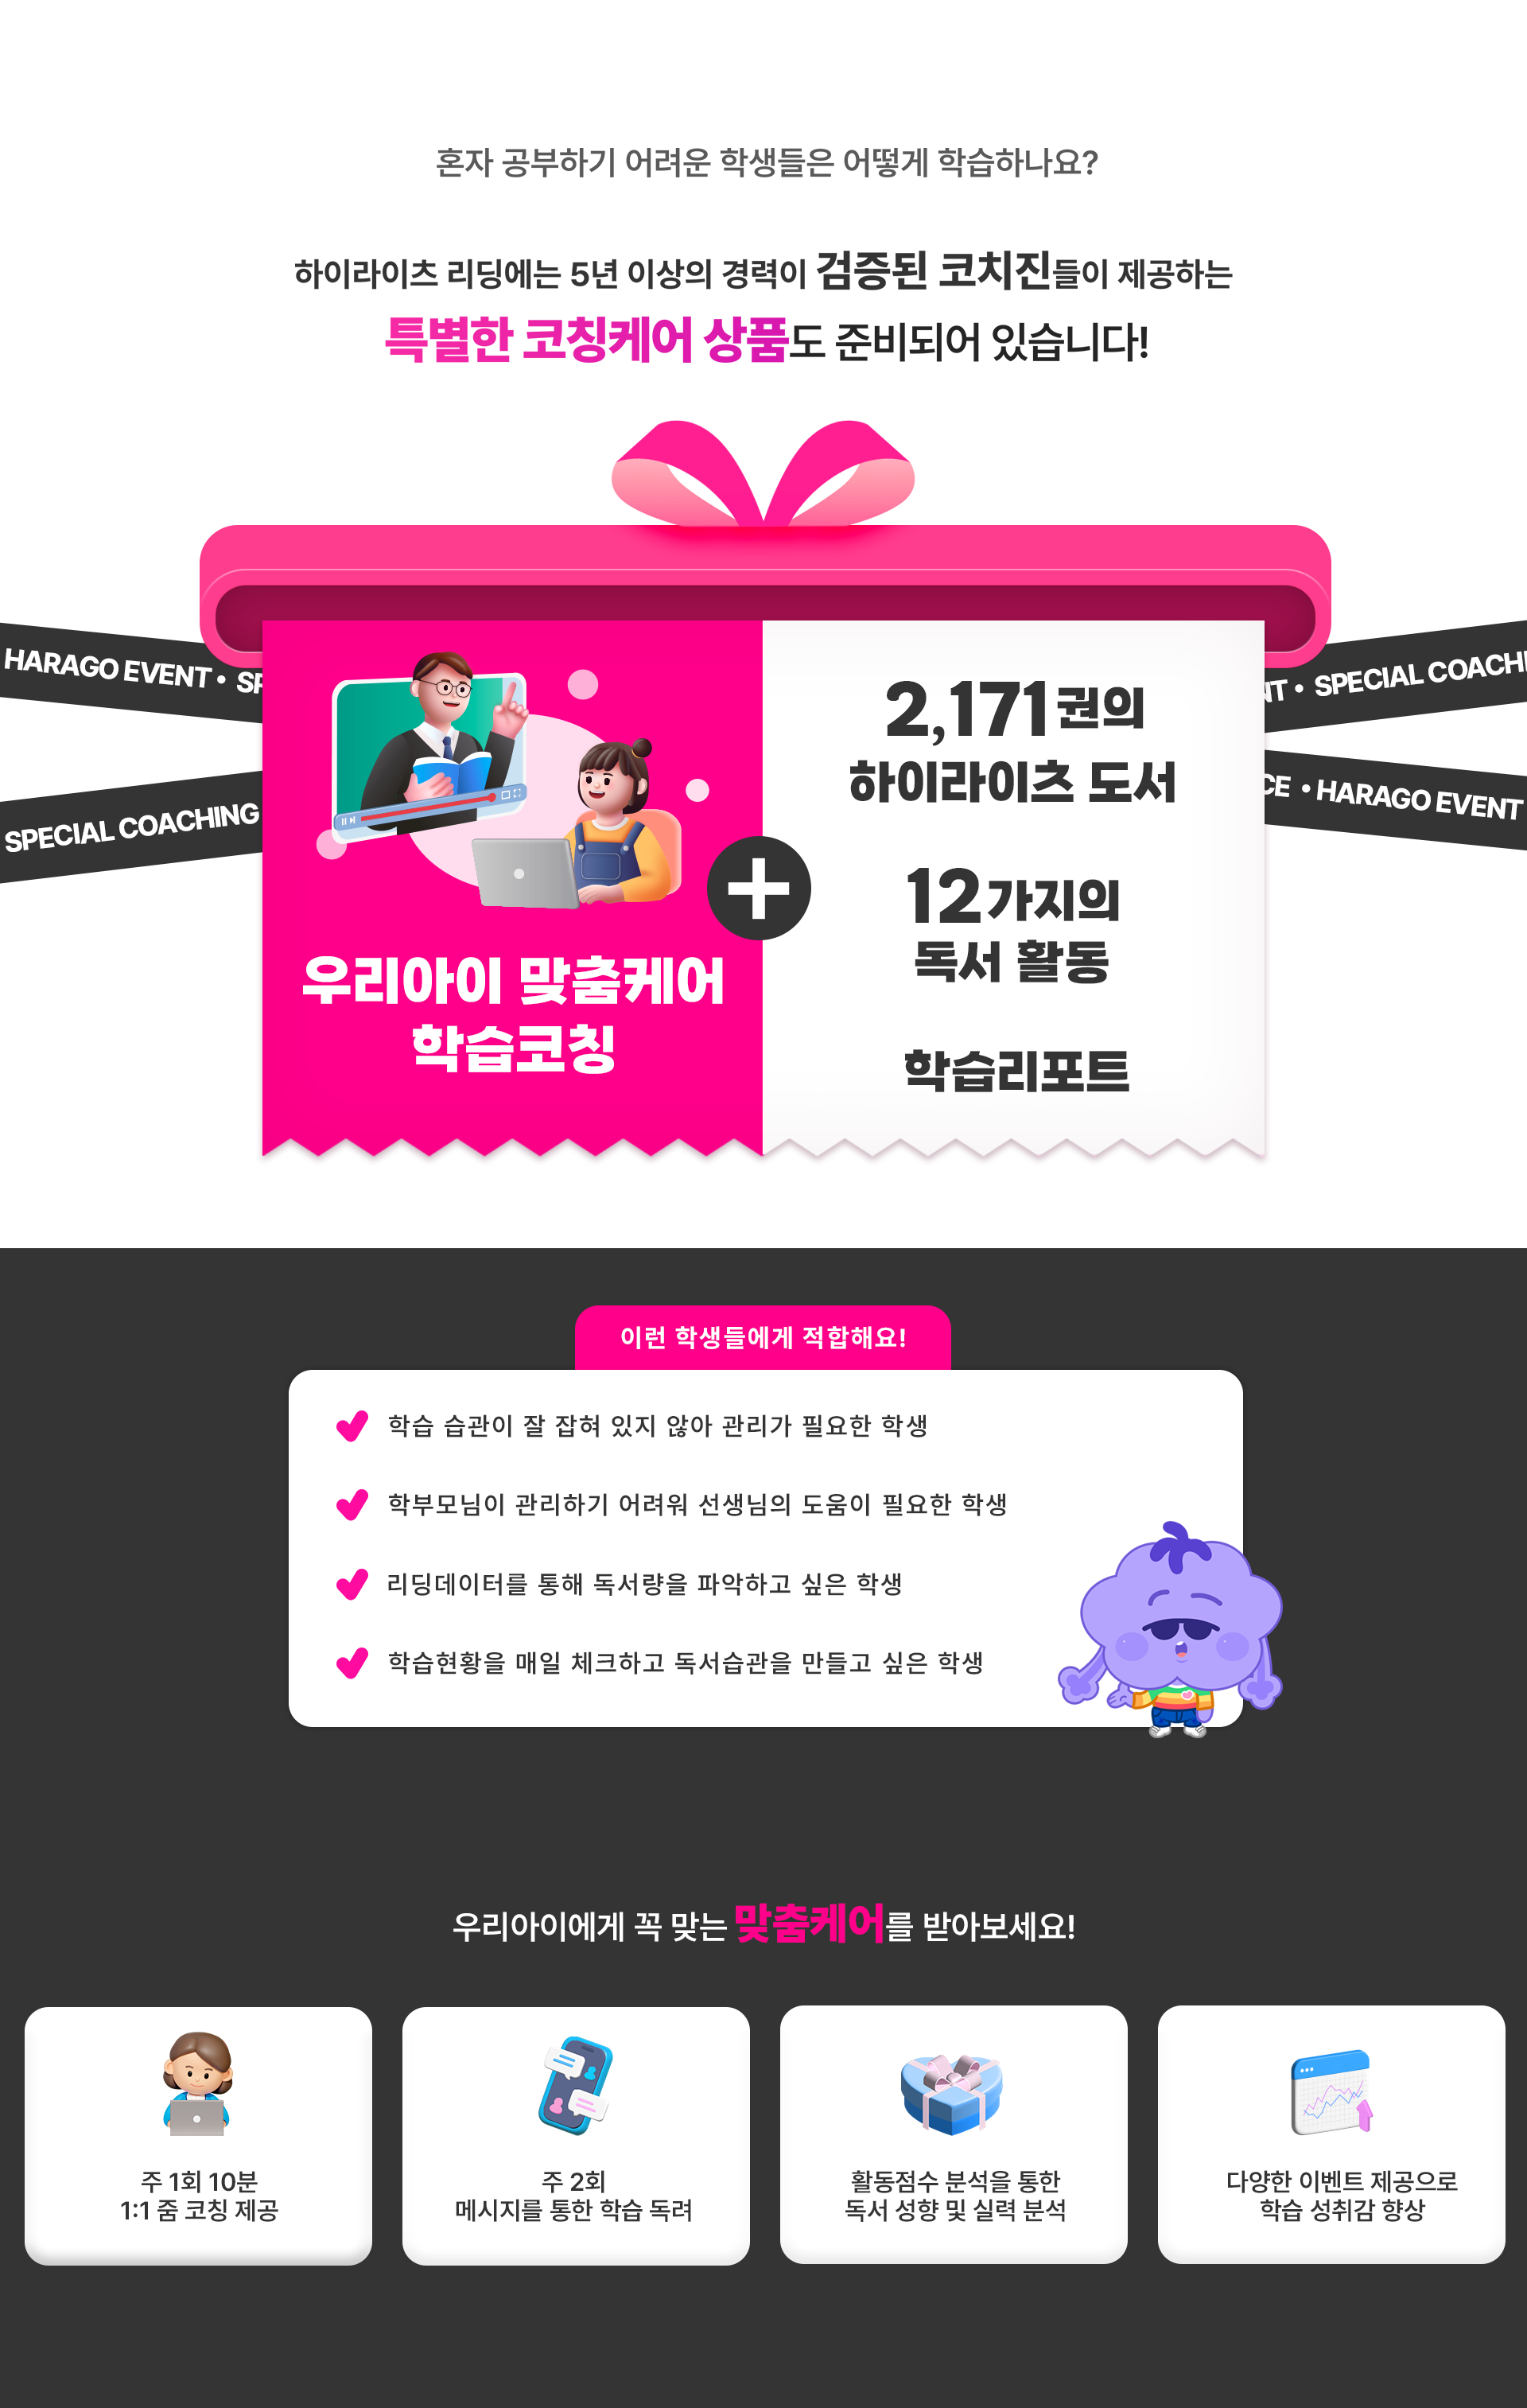 혼자 공부하기 어려운 학생들은 어떻게 학습하나요?
하이라이츠 리딩에는 5년 이상의 경력이 검증된 코치진들이 제공하는
특별한 코칭케어 상품도 준비되어 있습니다!
HARAGO EVENT •
SPECIAL COACHING
• SPECIAL
• HARAGO EVENT
우리아이 맞춤케어
학습코칭
2,171권의
하이라이츠 도서
12가지의
독서 활동
학습리포트
이런 학생들에게 적합해요!
학습 습관이 잘 잡혀 있지 않아 관리가 필요한 학생
학부모님이 관리하기 어려워 선생님의 도움이 필요한 학생
리딩데이터를 통해 독서량을 파악하고 싶은 학생
학습현황을 매일 체크하고 독서습관을 만들고 싶은 학생
우리아이에게 꼭 맞는 맞춤케어를 받아보세요!
주 1회 10분
1:1 줌 코칭 제공
주 2회
메시지를 통한 학습 독려
활동점수 분석을 통한
독서 성향 및 실력 분석
다양한 이벤트 제공으로
학습 성취감 향상